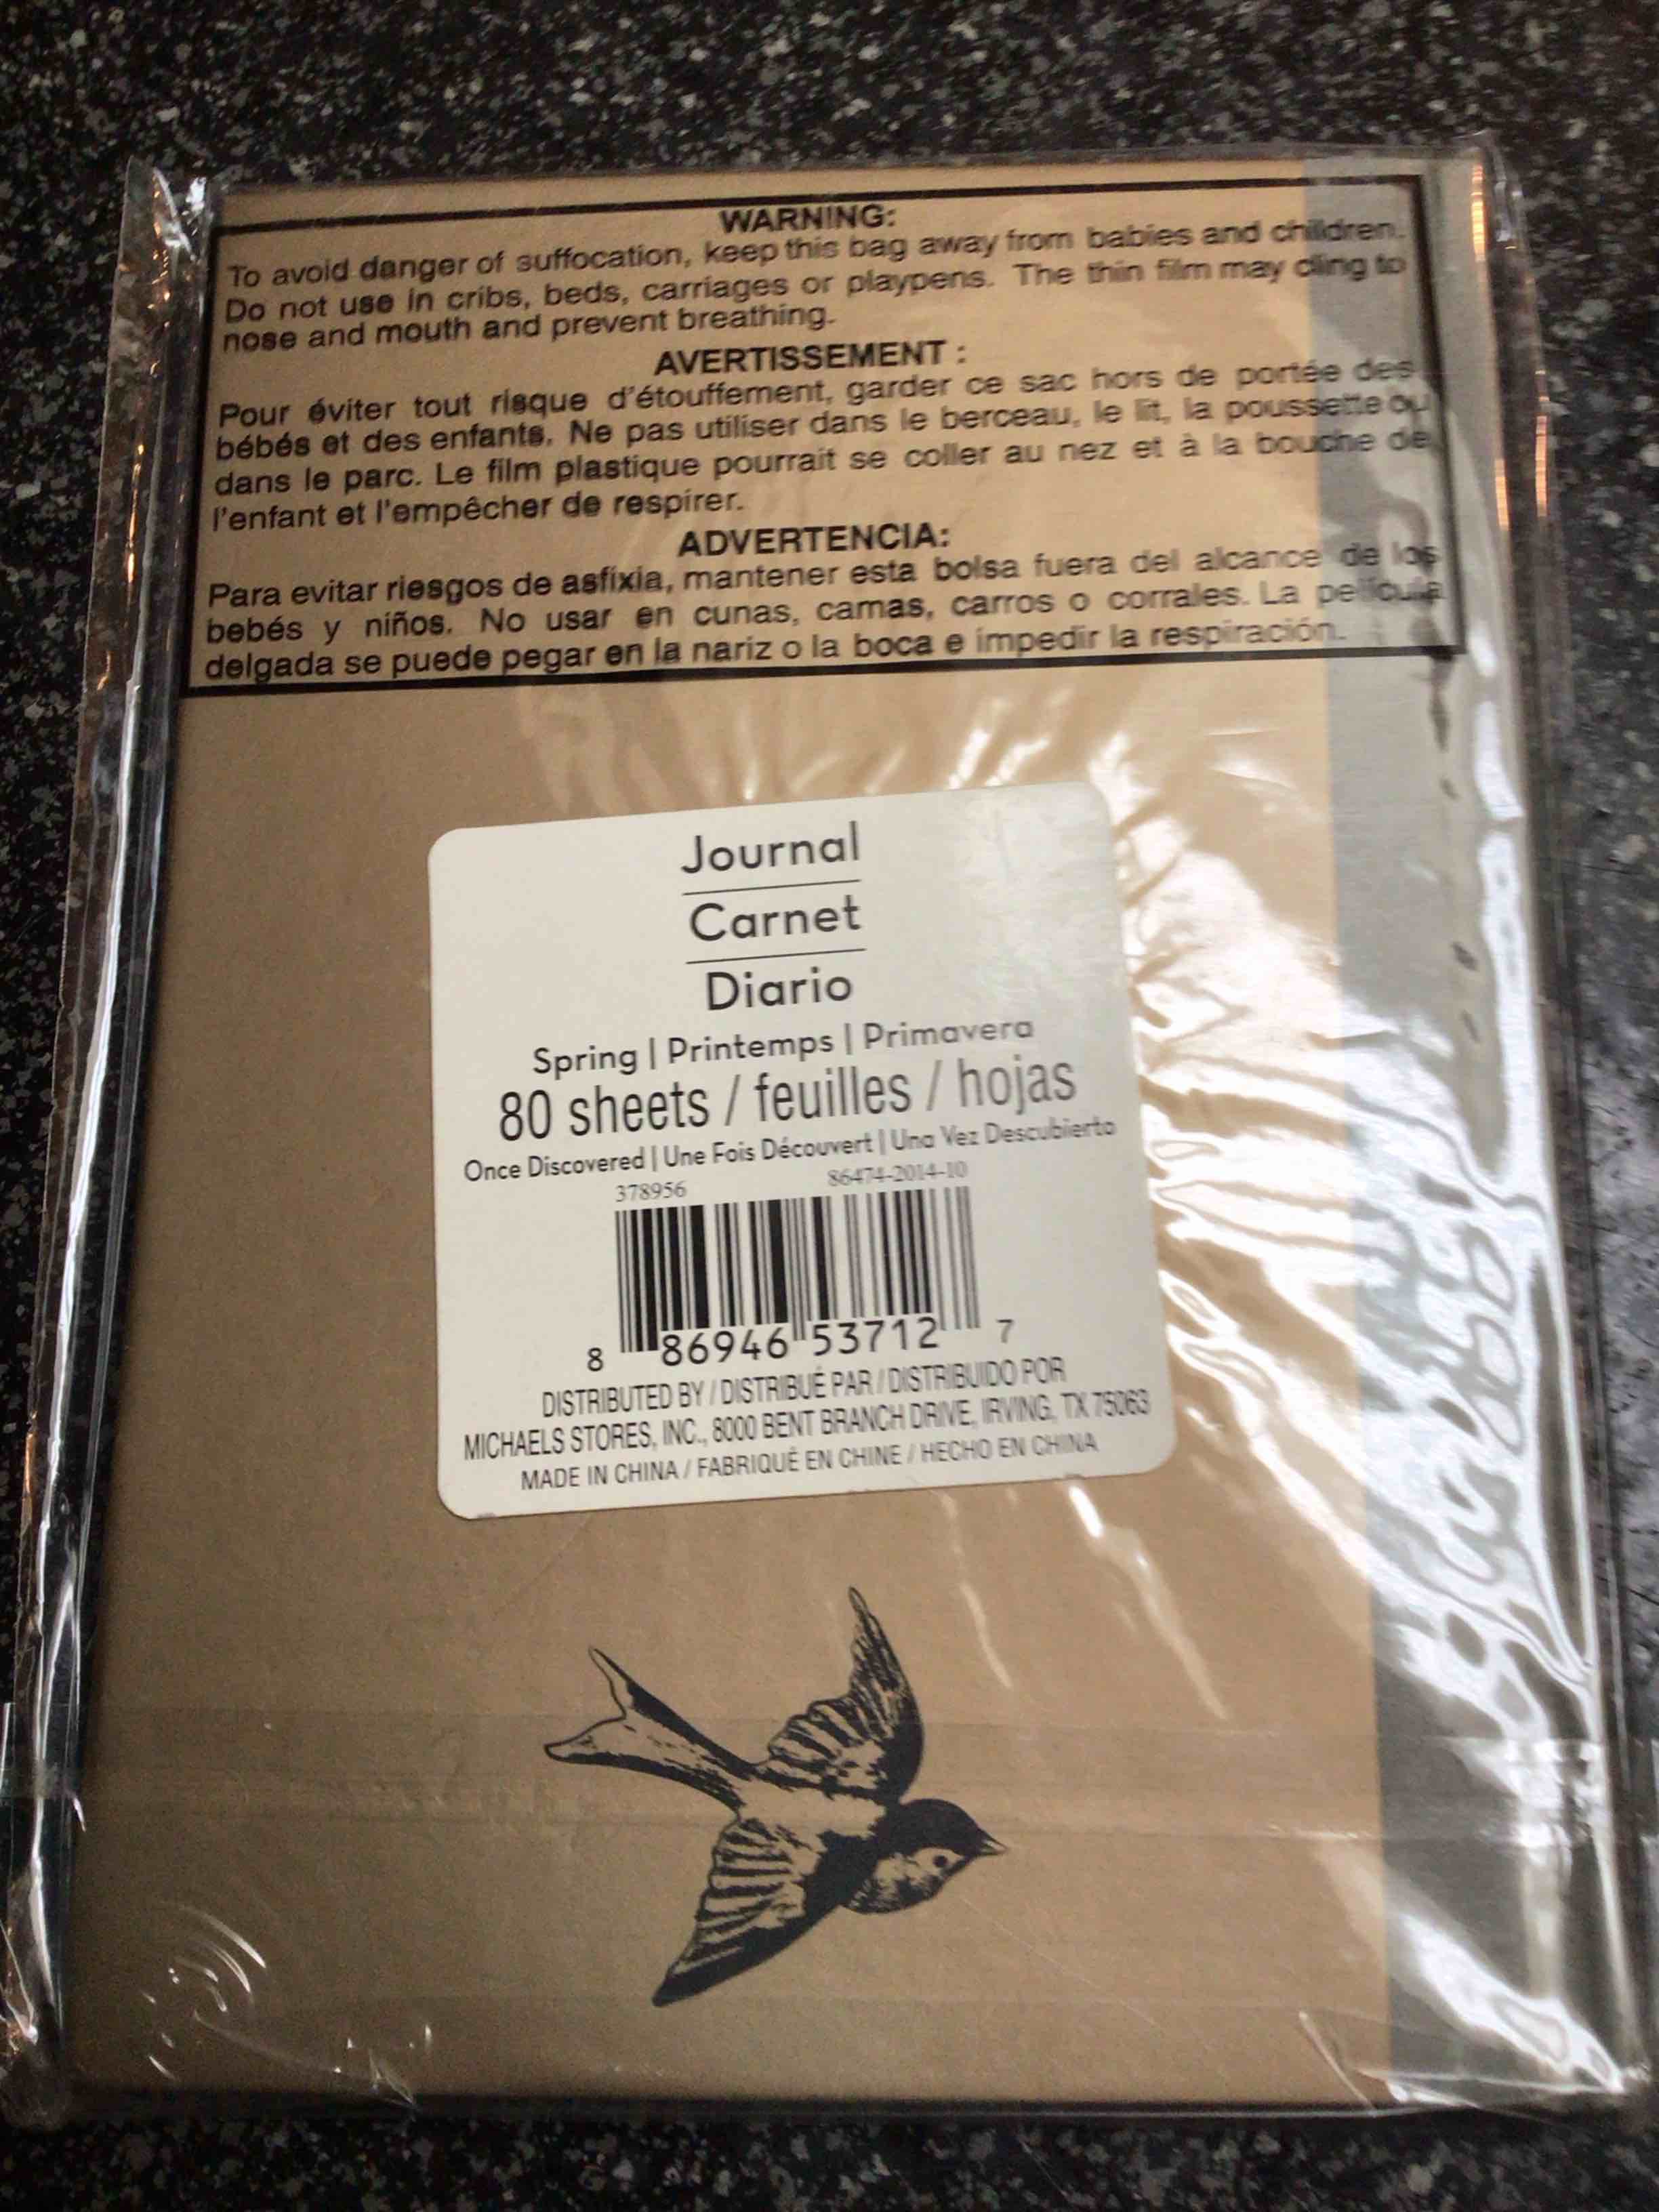 WARNING:
To avoid danger of suffocation, keep this bag away from babies and children.
Do not use in cribs, beds, carriages or playpens. The thin film may cling to
nose and mouth and prevent breathing.
AVERTISSEMENT :
Pour éviter tout risque d'étouffement, garder ce sac hors de portée des
bébés et des enfants. Ne pas utiliser dans le berceau, le lit, la poussette ou
dans le parc. Le film plastique pourrait se coller au nez et à la bouche de
l'enfant et l'empêcher de respirer.
ADVERTENCIA:
Para evitar riesgos de asfixia, mantener esta bolsa fuera del alcance de los
bebés y niños. No usar en cunas, camas, carros o corrales. La película
delgada se puede pegar en la nariz o la boca e impedir la respiración.
Journal
Carnet
Diario
Spring | Printemps | Primavera
80 sheets / feuilles / hojas
Once Discovered | Une Fois Découvert | Una Vez Descubierto
378956 86474-2014-10
8 86946 53712 7
DISTRIBUTED BY / DISTRIBUÉ PAR / DISTRIBUIDO POR
MICHAELS STORES, INC., 8000 BENT BRANCH DRIVE, IRVING, TX 75063
MADE IN CHINA / FABRIQUÉ EN CHINE / HECHO EN CHINA